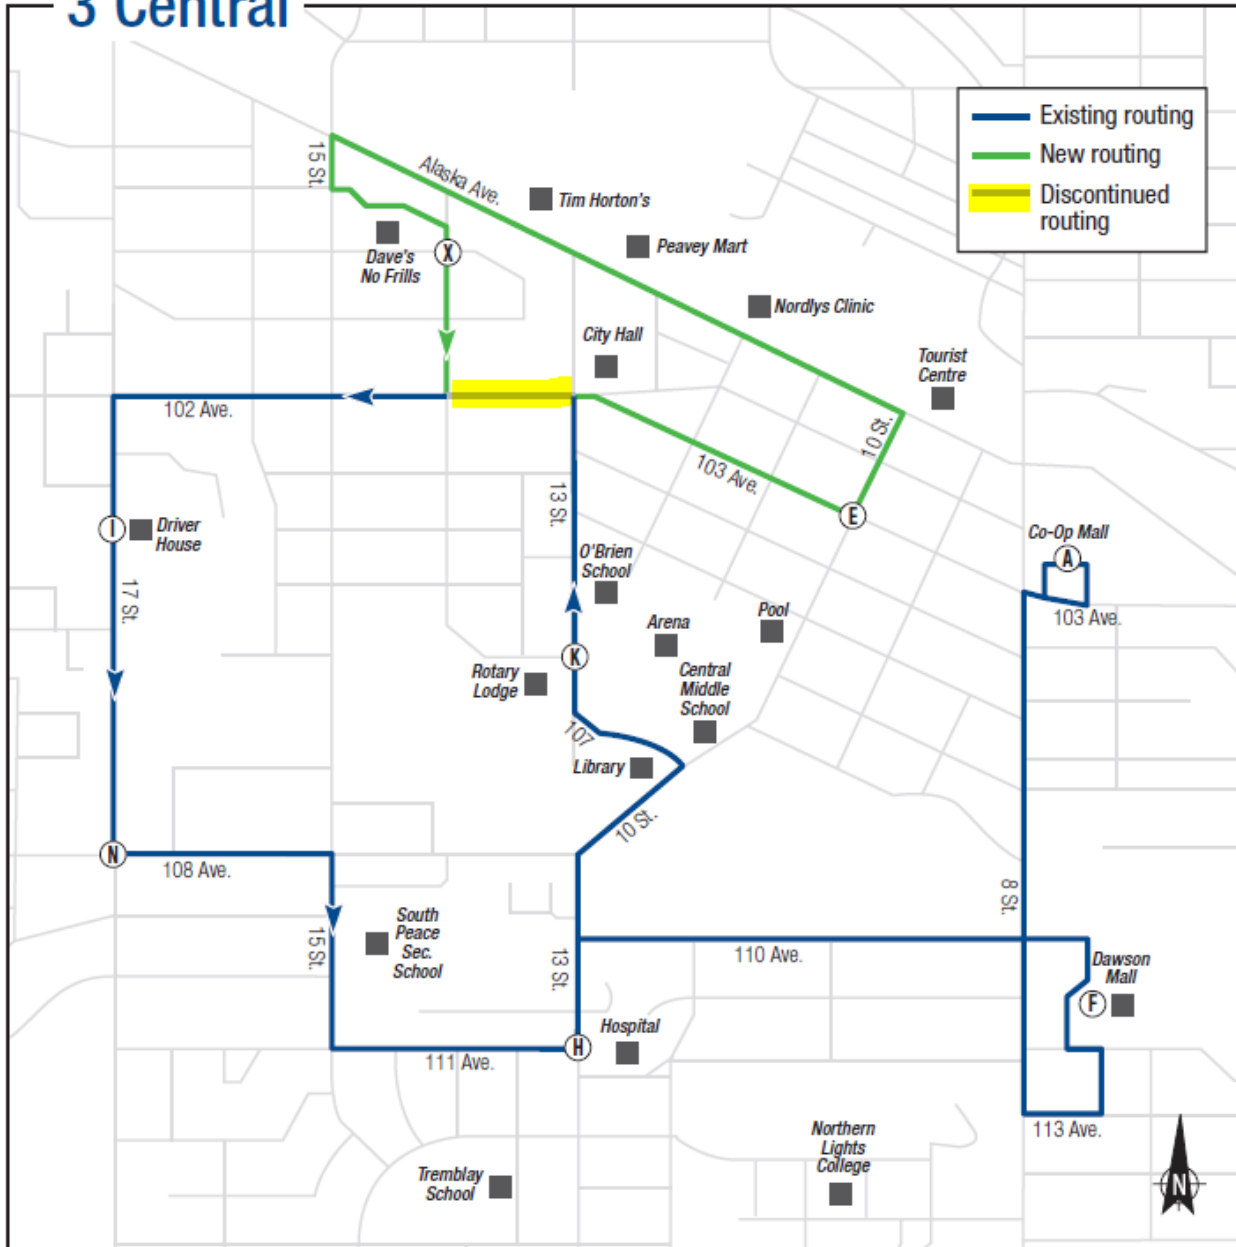 3 Central
Existing routing
New routing
Discontinued
routing
15 St.
Alaska Ave.
Tim Horton's
Peavey Mart
Dave's
No Frills
X
Nordlys Clinic
City Hall
Tourist
Centre
102 Ave.
10 St.
103 Ave.
13 St.
E
I
Driver
House
Co-Op Mall
A
O'Brien
School
17 St.
103 Ave.
Pool
Arena
K
Rotary
Lodge
Central
Middle
School
107
Library
10 St.
N
108 Ave.
8 St.
South
Peace
Sec.
School
15 St.
13 St.
110 Ave.
Dawson
Mall
F
Hospital
H
111 Ave.
113 Ave.
Northern
Lights
College
Tremblay
School
N